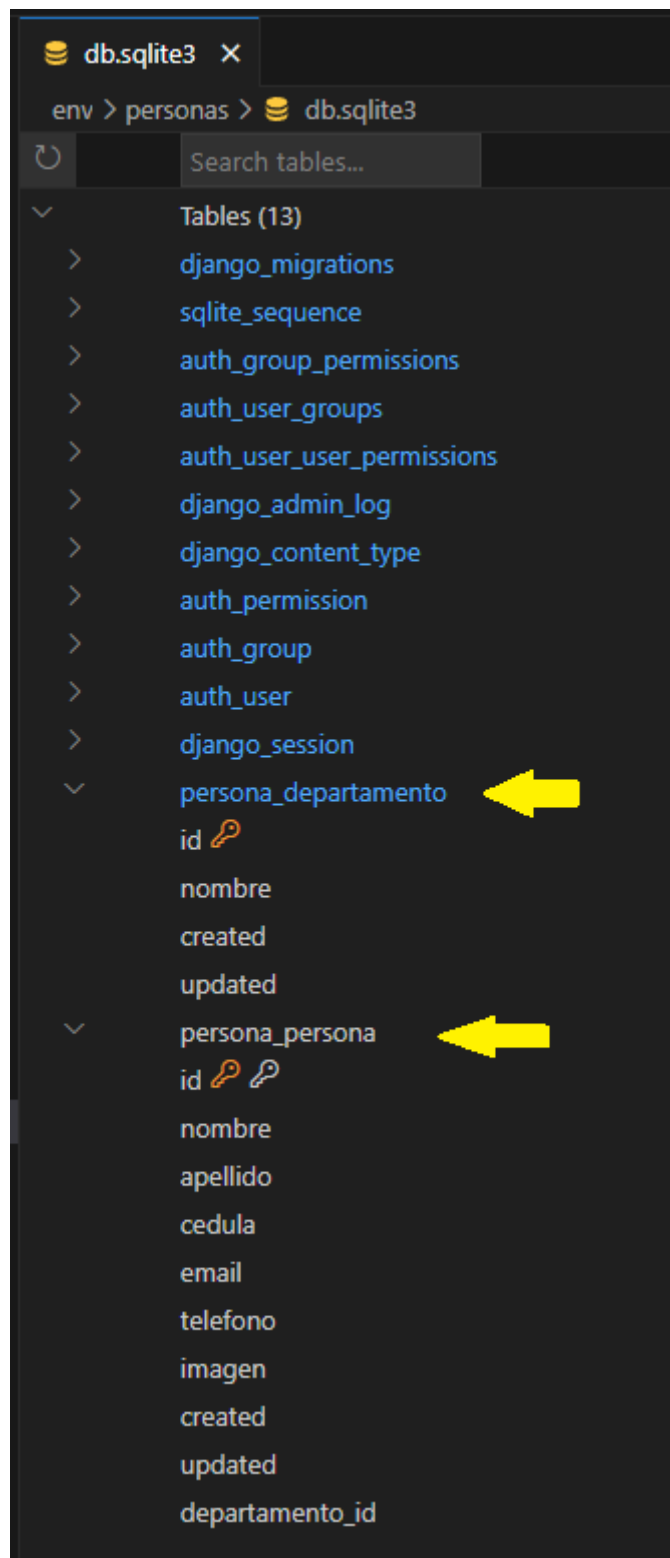 db.sqlite3
env > personas > db.sqlite3
Search tables...
Tables (13)
django_migrations
sqlite_sequence
auth_group_permissions
auth_user_groups
auth_user_user_permissions
django_admin_log
django_content_type
auth_permission
auth_group
auth_user
django_session
persona_departamento
id
nombre
created
updated
persona_persona
id
nombre
apellido
cedula
email
telefono
imagen
created
updated
departamento_id